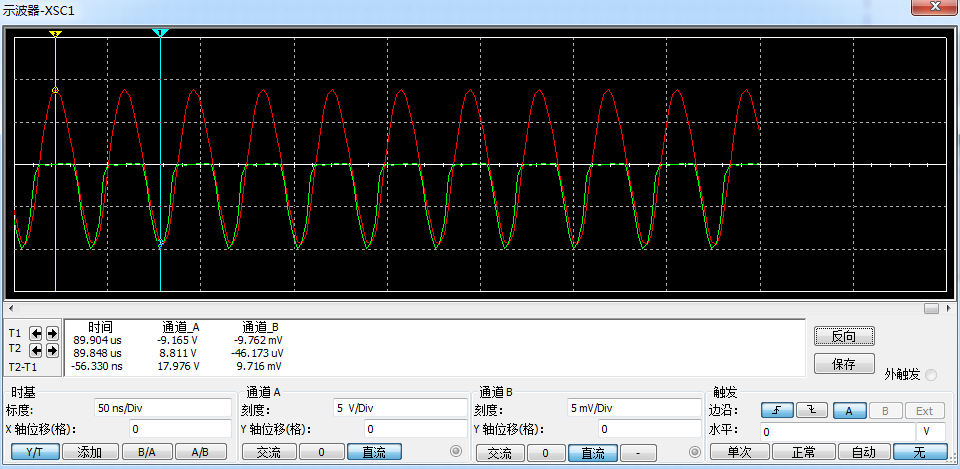 示波器-XSC1
2 1
T1
T2
T2-T1
时间 通道_A 通道_B
89.904 us -9.165 V -9.762 mV
89.848 us 8.811 V -46.173 uV
-56.330 ns 17.976 V 9.716 mV
反向
保存
外触发
时基
标度: 50 ns/Div
X 轴位移(格): 0
Y/T 添加 B/A A/B
通道 A
刻度: 5 V/Div
Y 轴位移(格): 0
交流 0 直流
通道 B
刻度: 5 mV/Div
Y 轴位移(格): 0
交流 0 直流 -
触发
边沿: A B Ext
水平: 0 V
单次 正常 自动 无